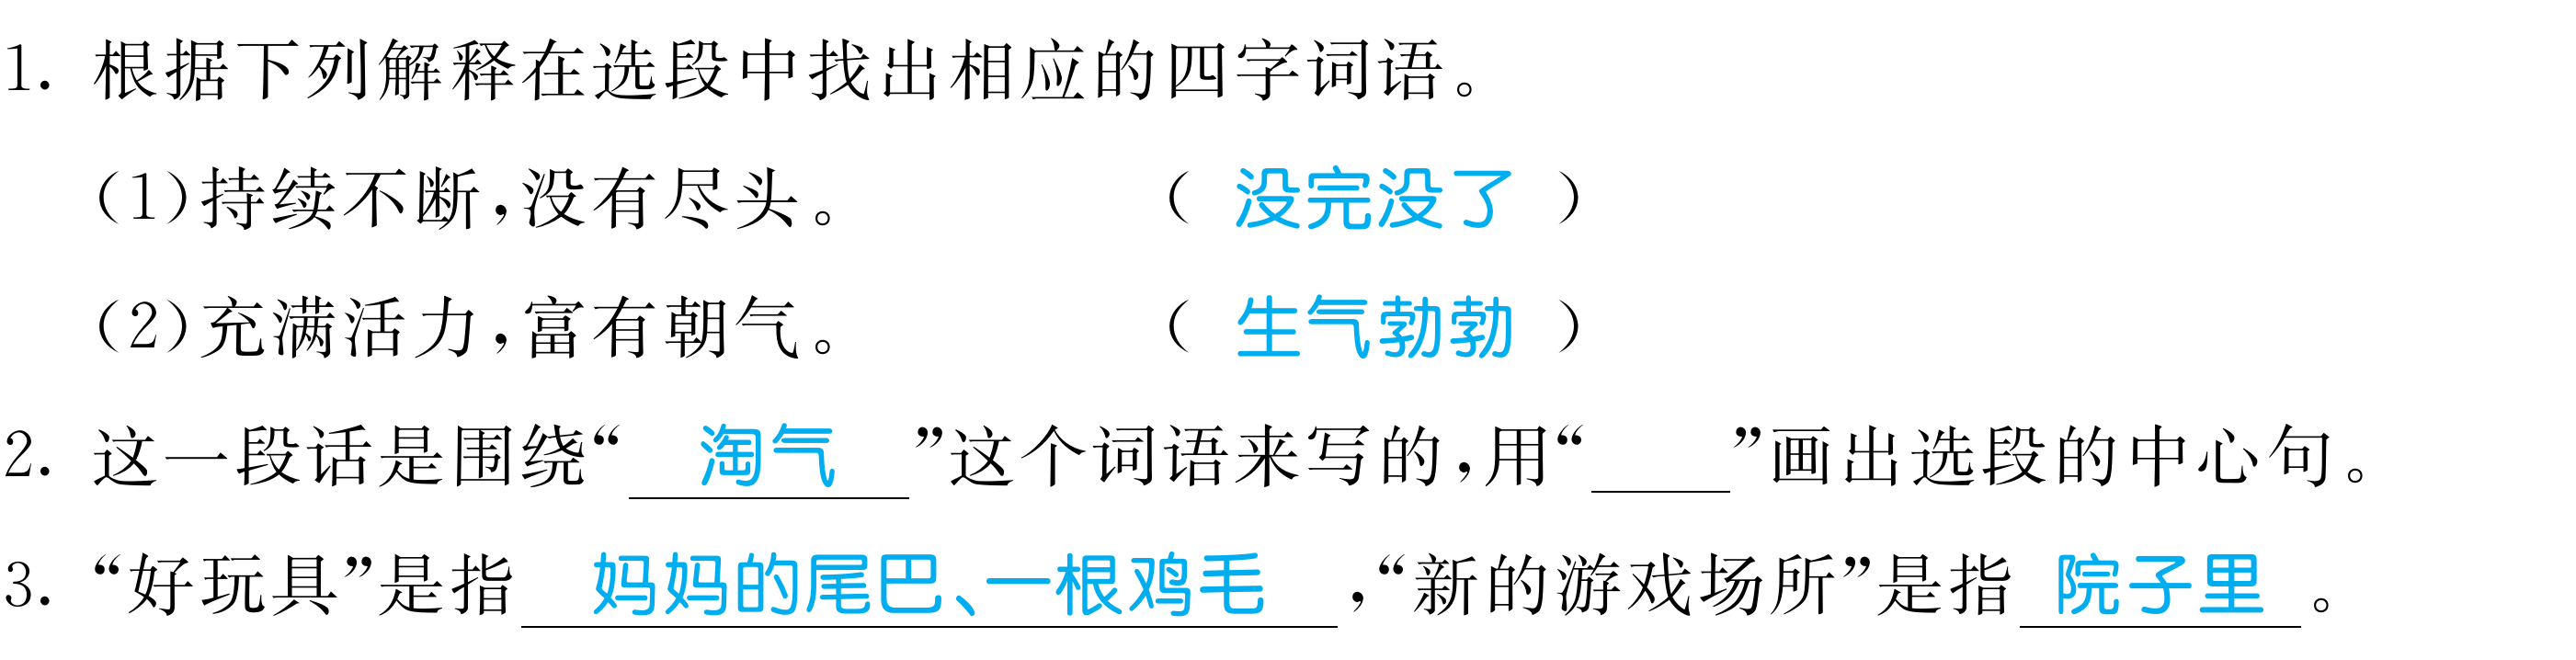 1. 根据下列解释在选段中找出相应的四字词语。
(1)持续不断,没有尽头。 ( 没完没了 )
(2)充满活力,富有朝气。 ( 生气勃勃 )
2. 这一段话是围绕“ 淘气 ”这个词语来写的,用“____”画出选段的中心句。
3. “好玩具”是指 妈妈的尾巴、一根鸡毛 ,“新的游戏场所”是指 院子里 。